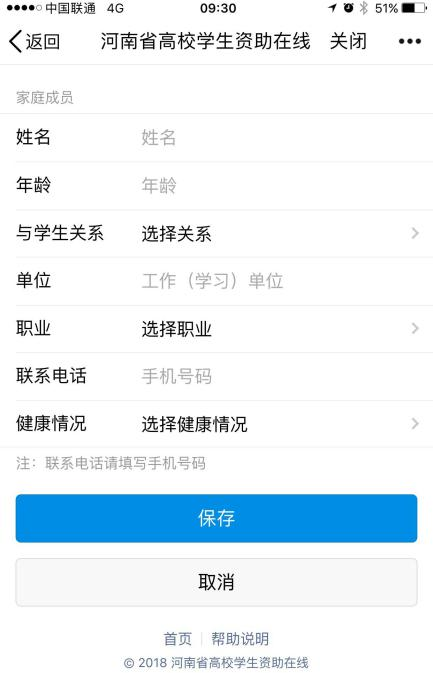 中国联通 4G 09:30 51%
返回 河南省高校学生资助在线 关闭
家庭成员
姓名 姓名
年龄 年龄
与学生关系 选择关系
单位 工作（学习）单位
职业 选择职业
联系电话 手机号码
健康情况 选择健康情况
注：联系电话请填写手机号码
保存
取消
首页 | 帮助说明
© 2018 河南省高校学生资助在线